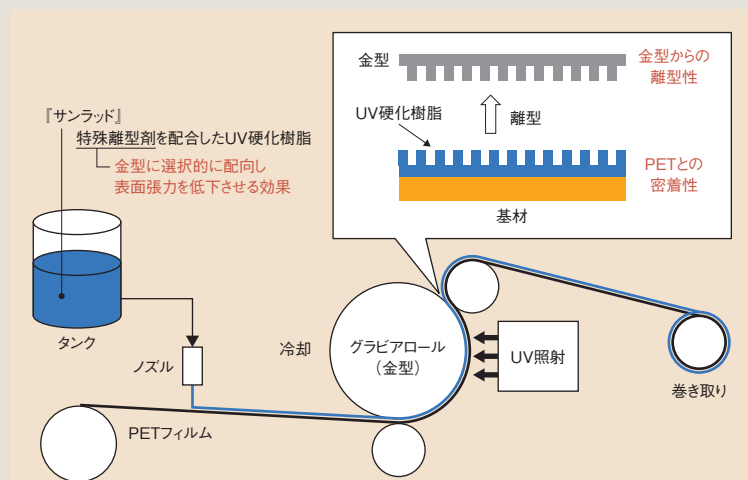 『サンラッド』
特殊離型剤を配合したUV硬化樹脂
金型に選択的に配向し
表面張力を低下させる効果
タンク
ノズル
PETフィルム
冷却
グラビアロール
（金型）
UV照射
巻き取り
金型
金型からの
離型性
UV硬化樹脂
離型
PETとの
密着性
基材